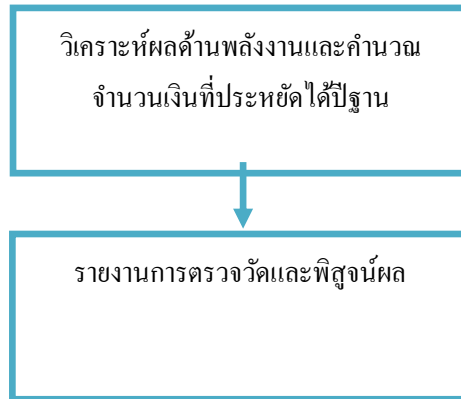 วิเคราะห์ผลด้านพลังงานและคำนวณ
จำนวนเงินที่ประหยัดได้ปีฐาน
รายงานการตรวจวัดและพิสูจน์ผล